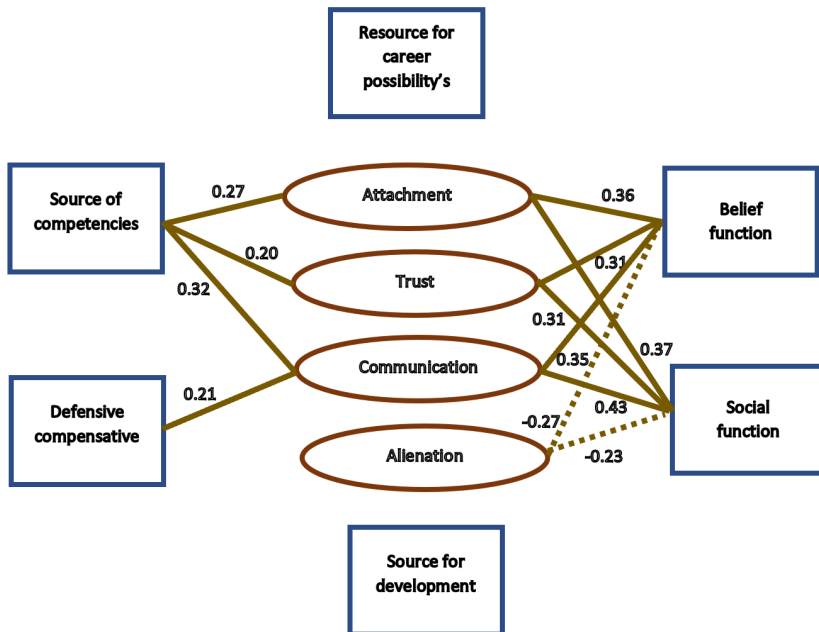 Resource for
career
possibility's
Source of
competencies
0.27
0.20
0.32
Attachment
Trust
Communication
Alienation
0.36
0.31
0.31
0.35
0.37
0.43
-0.27
-0.23
Belief
function
Defensive
compensative
0.21
Social
function
Source for
development